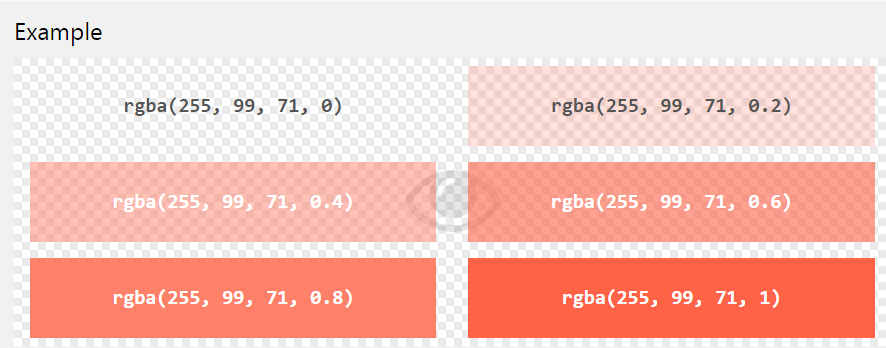 Example
rgba(255, 99, 71, 0)
rgba(255, 99, 71, 0.2)
rgba(255, 99, 71, 0.4)
rgba(255, 99, 71, 0.6)
rgba(255, 99, 71, 0.8)
rgba(255, 99, 71, 1)